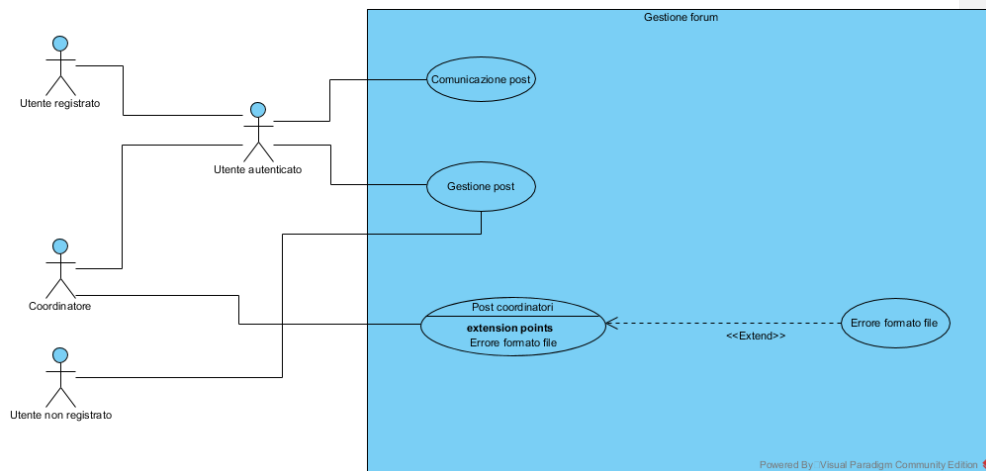 Gestione forum
Utente registrato
Comunicazione post
Utente autenticato
Gestione post
Coordinatore
Post coordinatori
extension points
Errore formato file
<<Extend>>
Errore formato file
Utente non registrato
Powered By Visual Paradigm Community Edition